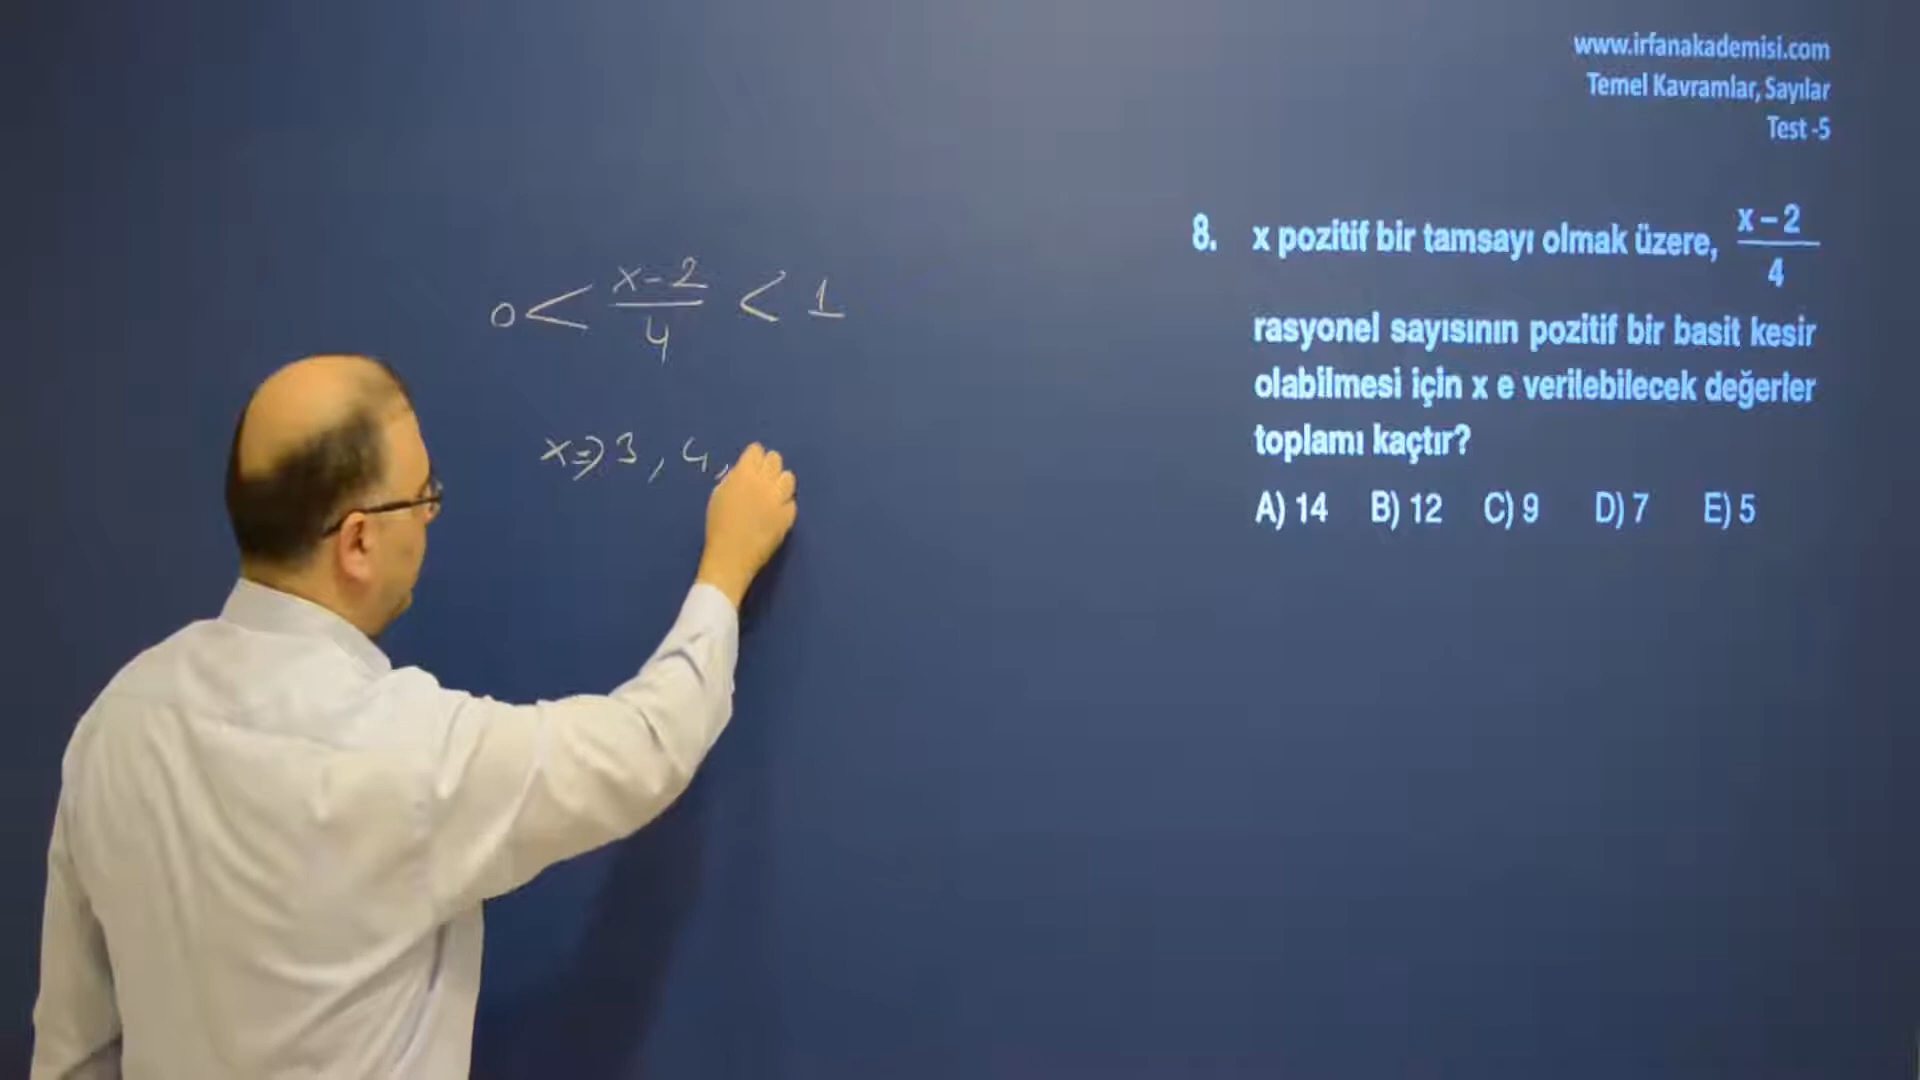 www.irfanakademisi.com
Temel Kavramlar, Sayılar
Test -5
8. x pozitif bir tamsayı olmak üzere, x – 2 / 4
rasyonel sayısının pozitif bir basit kesir
olabilmesi için x e verilebilecek değerler
toplamı kaçtır?
A) 14 B) 12 C) 9 D) 7 E) 5
0 < x – 2 / 4 < 1
x ⇒ 3 , 4 ,